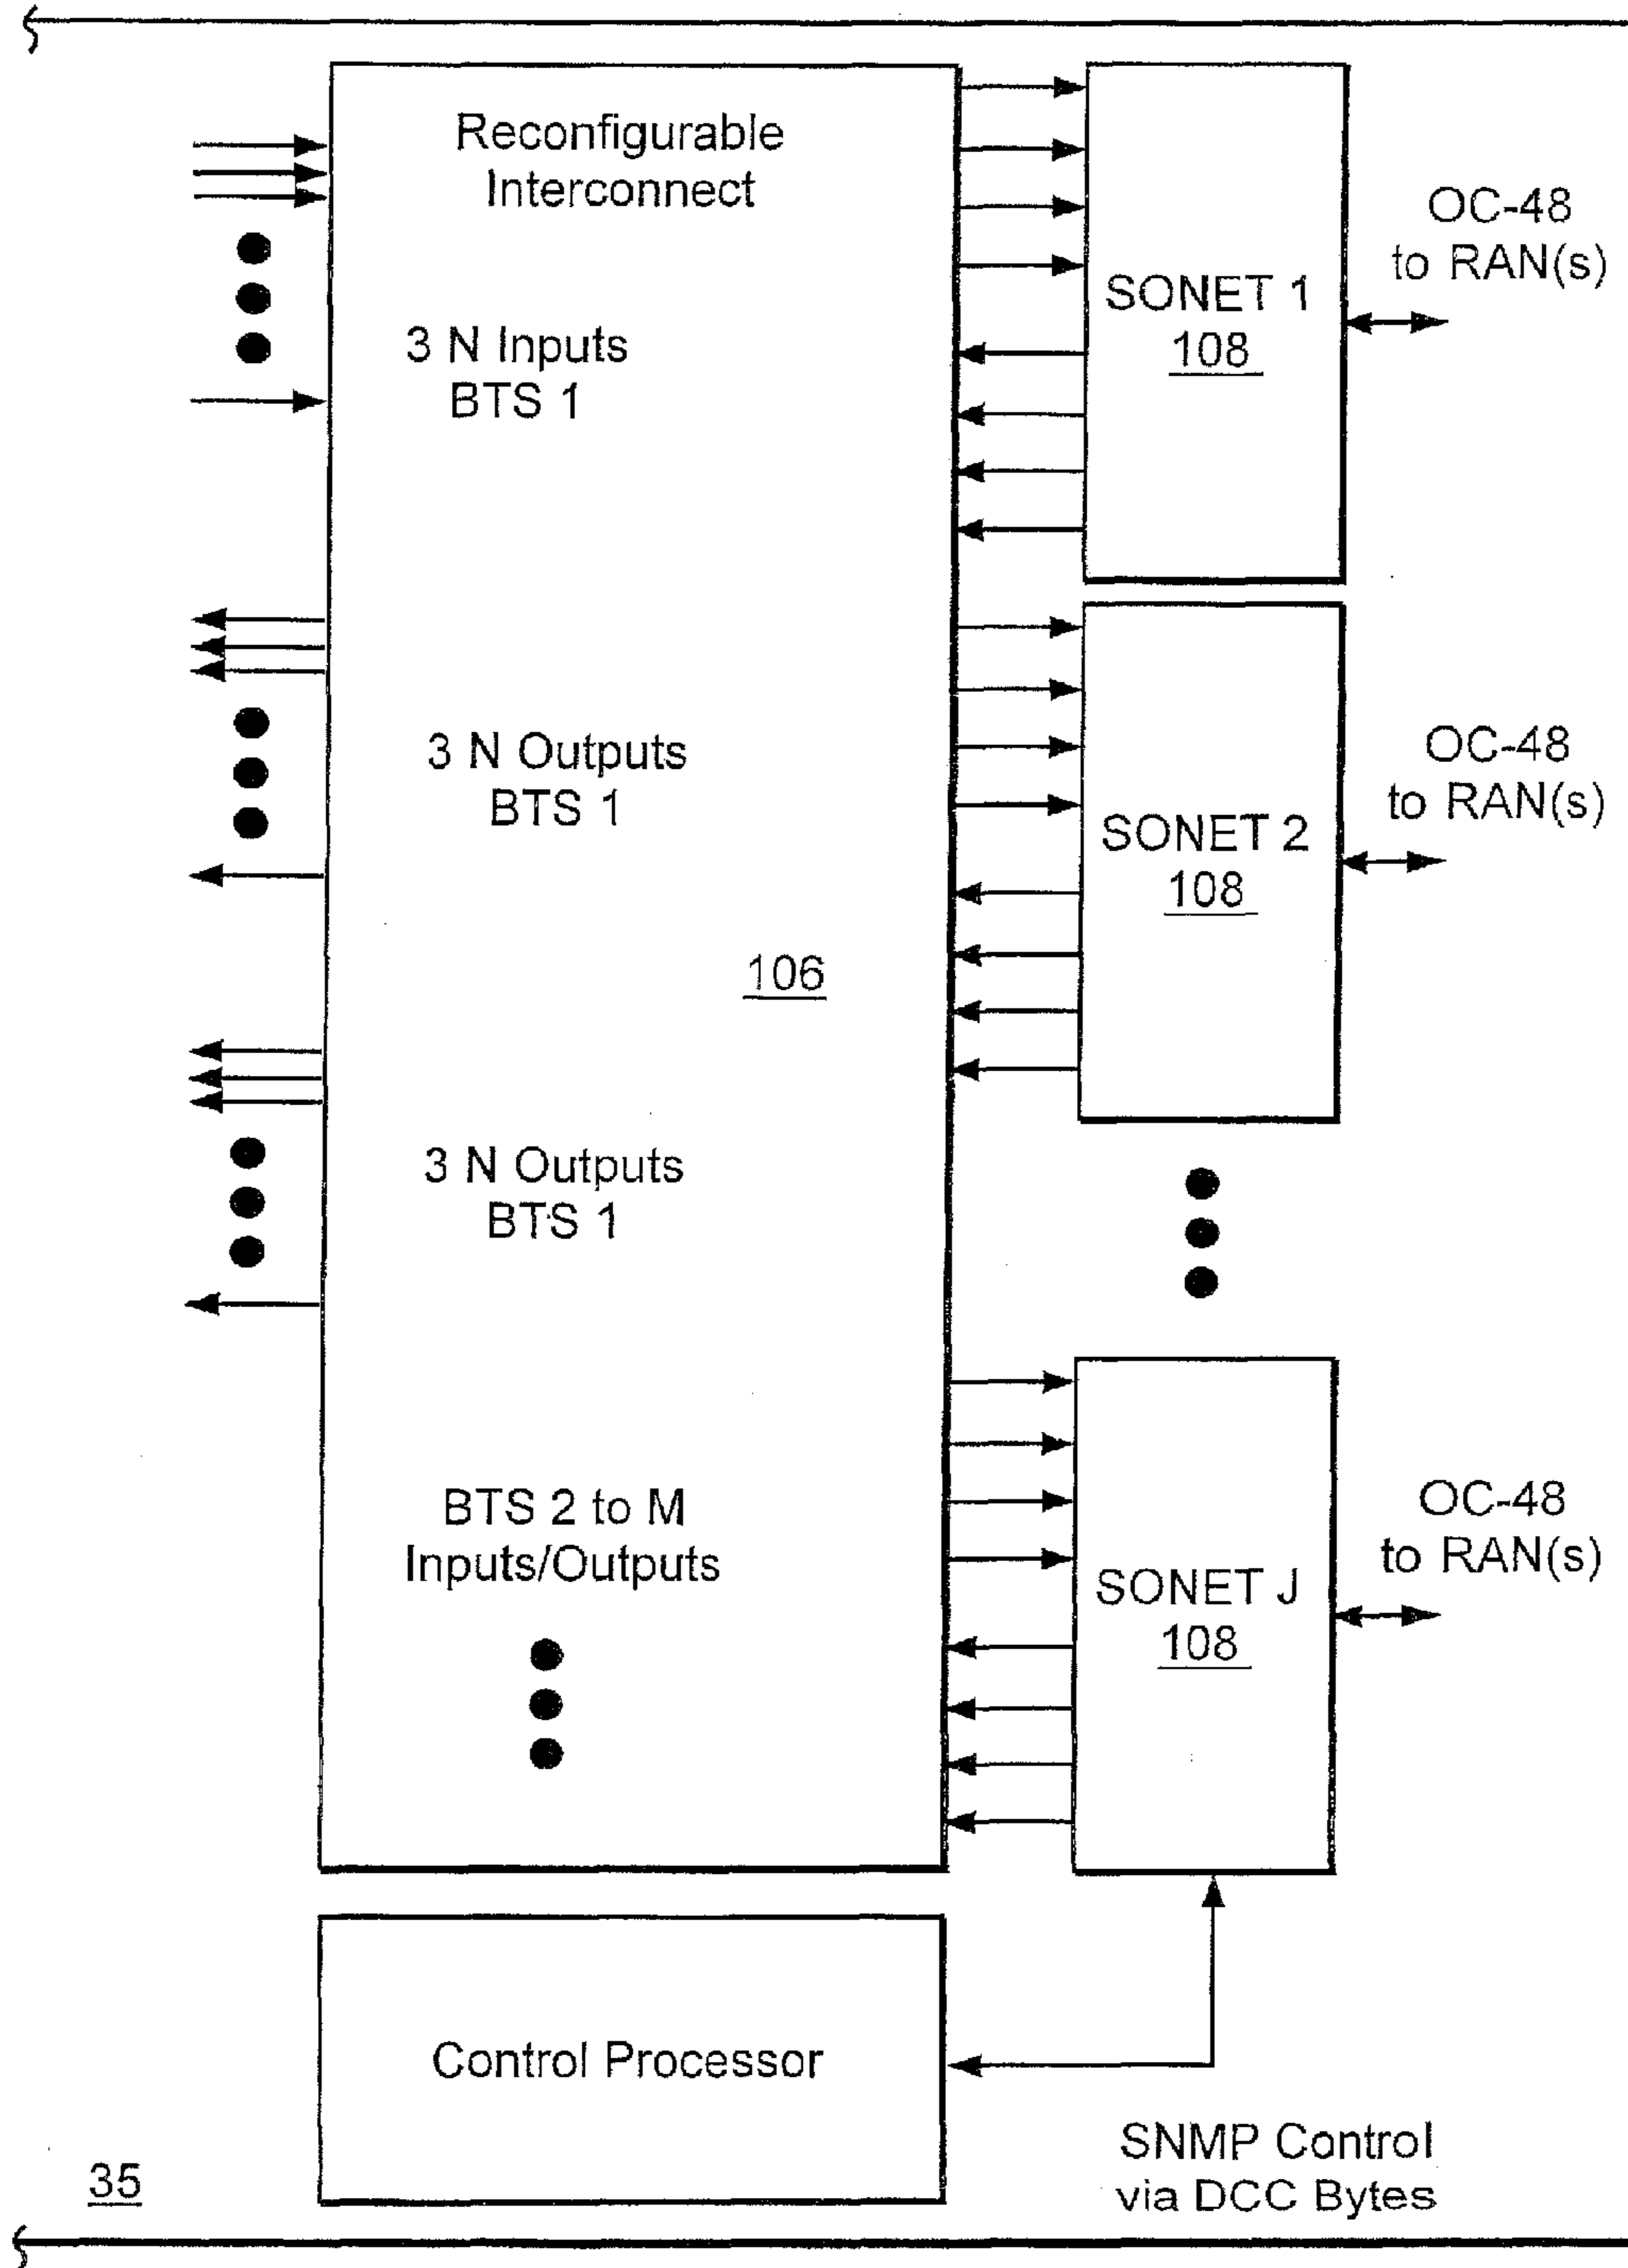 Reconfigurable
Interconnect
3 N Inputs
BTS 1
3 N Outputs
BTS 1
106
3 N Outputs
BTS 1
BTS 2 to M
Inputs/Outputs
SONET 1
108
OC-48
to RAN(s)
SONET 2
108
OC-48
to RAN(s)
SONET J
108
OC-48
to RAN(s)
Control Processor
SNMP Control
via DCC Bytes
35